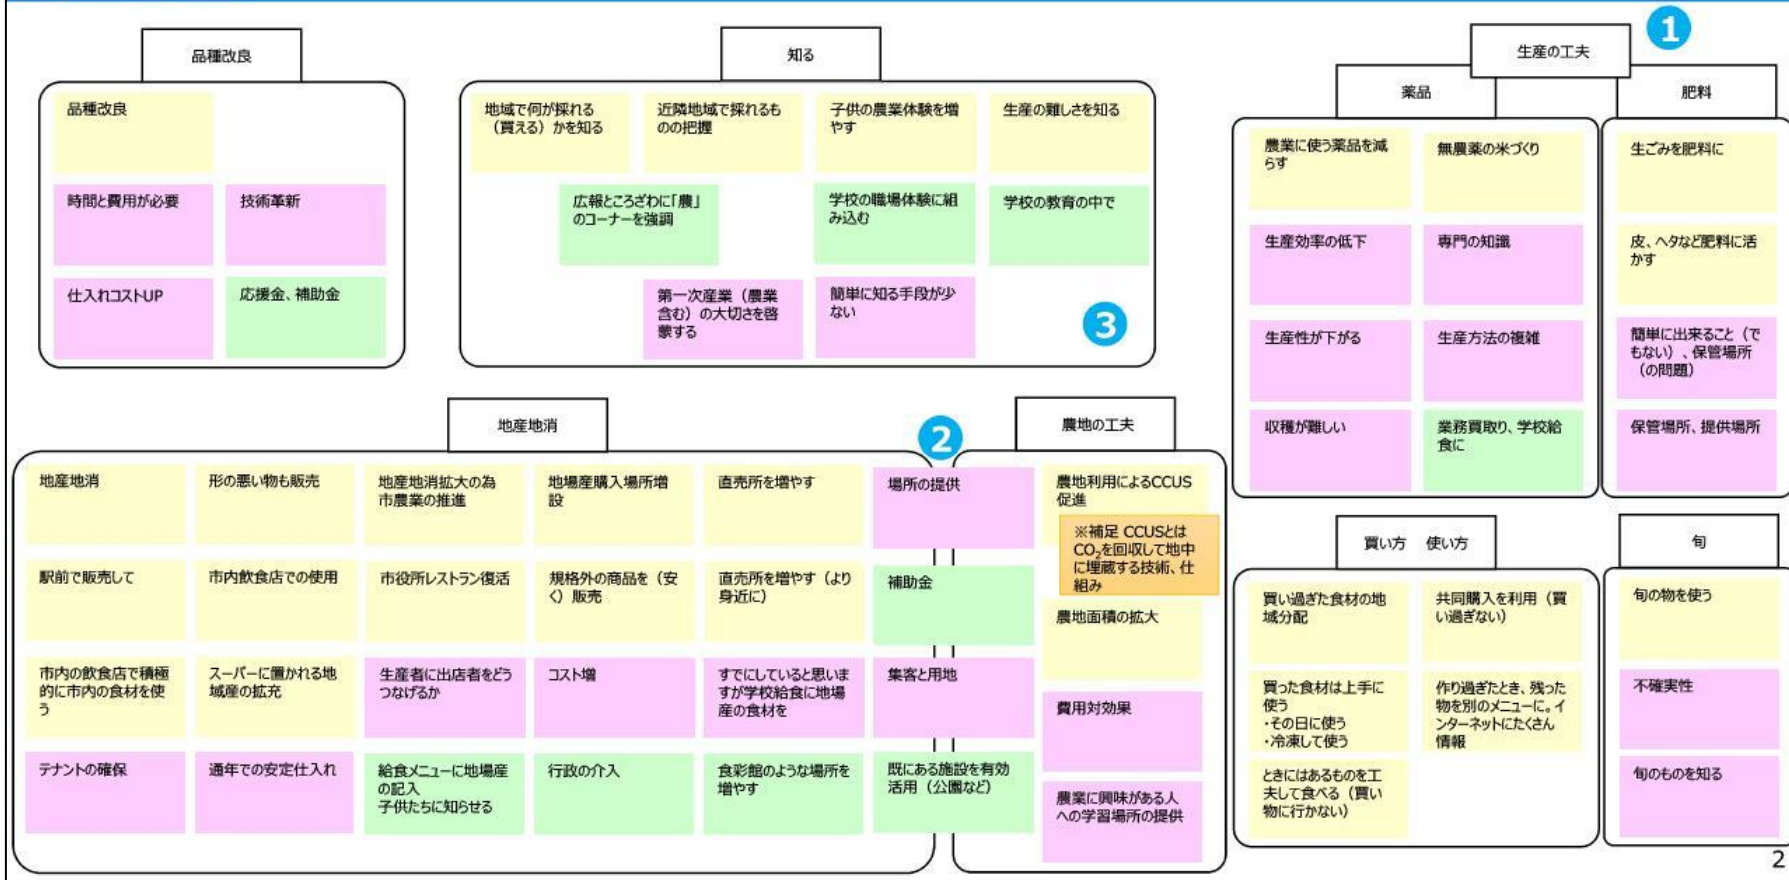 品種改良
品種改良
時間と費用が必要
技術革新
仕入れコストUP
応援金、補助金
知る
地域で何が採れる
（買える）かを知る
近隣地域で採れるも
のの把握
子供の農業体験を増
やす
生産の難しさを知る
広報ところざわに「農」
のコーナーを強調
学校の職場体験に組
み込む
学校の教育の中で
第一次産業（農業
含む）の大切さを啓
蒙する
簡単に知る手段が少
ない
3
1
生産の工夫
薬品
農業に使う薬品を減
らす
無農薬の米づくり
生産効率の低下
専門の知識
生産性が下がる
生産方法の複雑
収穫が難しい
業務買取り、学校給
食に
肥料
生ごみを肥料に
皮、ヘタなど肥料に活
かす
簡単に出来ること（で
もない）、保管場所
（の問題）
保管場所、提供場所
地産地消
2
地産地消
形の悪い物も販売
地産地消拡大の為
市農業の推進
地場産購入場所増
設
直売所を増やす
場所の提供
駅前で販売して
市内飲食店での使用
市役所レストラン復活
規格外の商品を（安
く）販売
直売所を増やす（より
身近に）
補助金
市内の飲食店で積極
的に市内の食材を使
う
スーパーに置かれる地
域産の拡充
生産者に出店者をどう
つなげるか
コスト増
すでにしていると思いま
すが学校給食に地場
産の食材を
集客と用地
テナントの確保
通年での安定仕入れ
給食メニューに地場産
の記入
子供たちに知らせる
行政の介入
食彩館のような場所を
増やす
既にある施設を有効
活用（公園など）
農地の工夫
農地利用によるCCUS
促進
※補足 CCUSとは
CO₂を回収して地中
に埋蔵する技術、仕
組み
農地面積の拡大
費用対効果
農業に興味がある人
への学習場所の提供
買い方　使い方
買い過ぎた食材の地
域分配
共同購入を利用（買
い過ぎない）
買った食材は上手に
使う
・その日に使う
・冷凍して使う
作り過ぎたとき、残った
物を別のメニューに。イ
ンターネットにたくさん
情報
ときにはあるものを工
夫して食べる（買い
物に行かない）
旬
旬の物を使う
不確実性
旬のものを知る
2